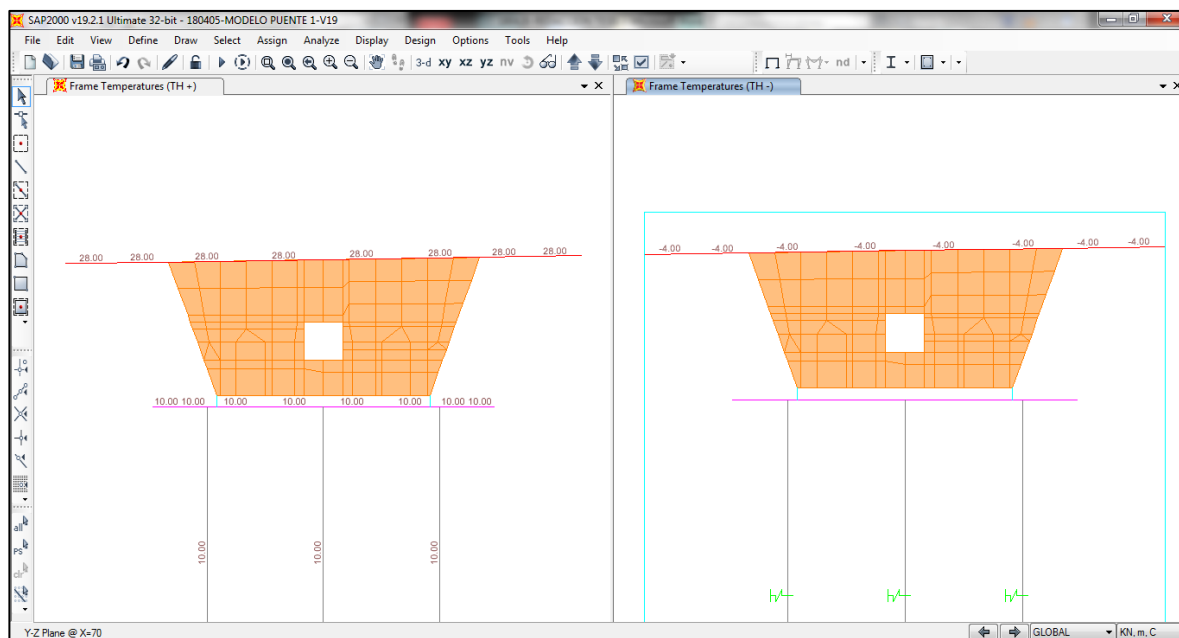 SAP2000 v19.2.1 Ultimate 32-bit - 180405-MODELO PUENTE 1-V19
File Edit View Define Draw Select Assign Analyze Display Design Options Tools Help
3-d xy xz yz nv nd
Frame Temperatures (TH +)
Frame Temperatures (TH -)
28.00 28.00 28.00 28.00 28.00 28.00 28.00 28.00
-4.00 -4.00 -4.00 -4.00 -4.00 -4.00 -4.00
10.00 10.00 10.00 10.00 10.00 10.00 10.00 10.00
10.00 10.00 10.00
all
PS
clr
Y-Z Plane @ X=70
GLOBAL
KN, m, C